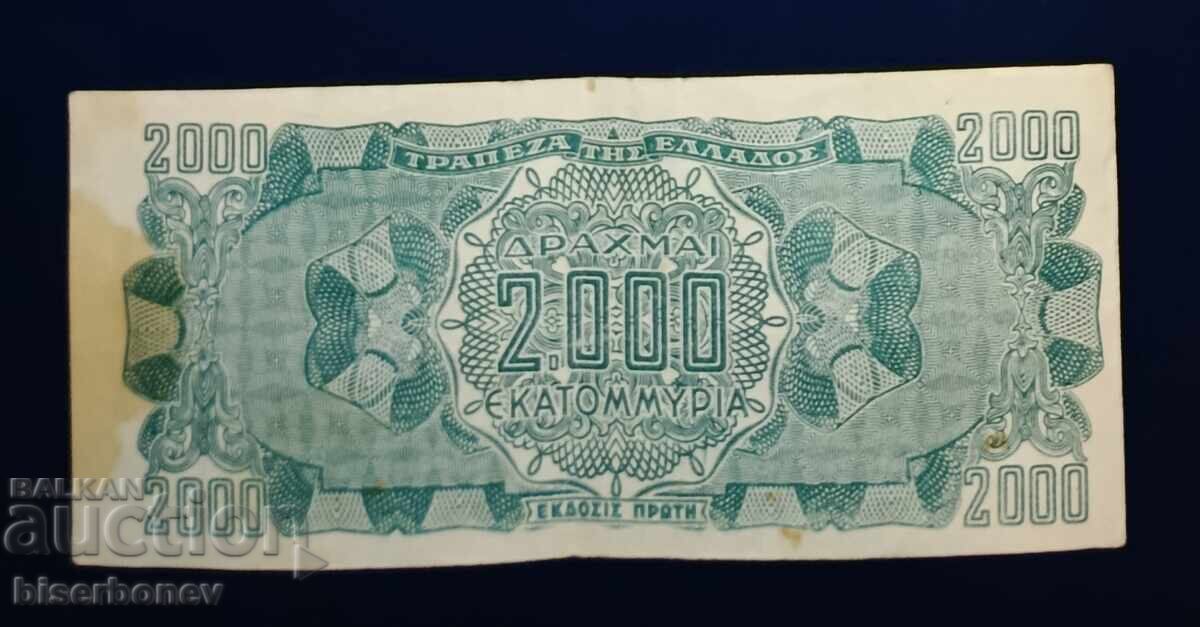 2000 2000
ΤΡΑΠΕΖΑ ΤΗΣ ΕΛΛΑΔΟΣ
ΔΡΑΧΜΑΙ
2.000
ΕΚΑΤΟΜΜΥΡΙΑ
2000 2000
ΕΚΔΟΣΙΣ ΠΡΩΤΗ
BALKAN
auction
biserbonev